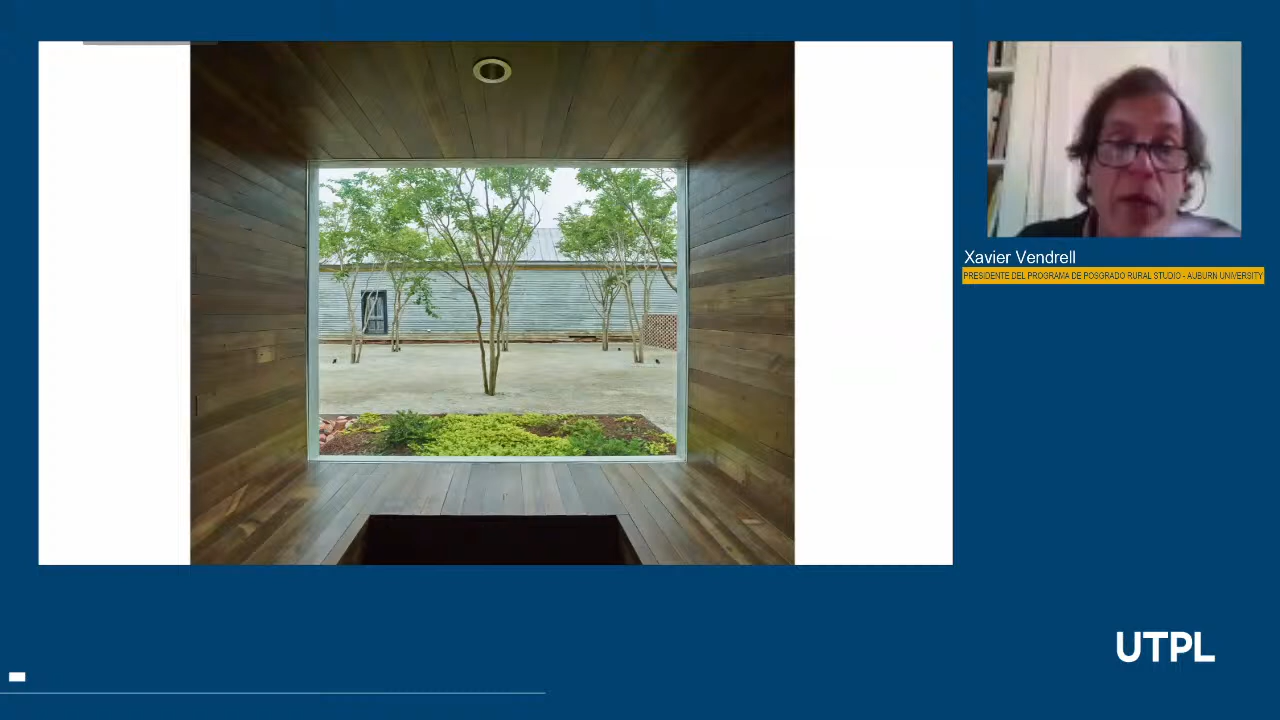 Xavier Vendrell
PRESIDENTE DEL PROGRAMA DE POSGRADO RURAL STUDIO - AUBURN UNIVERSITY
UTPL